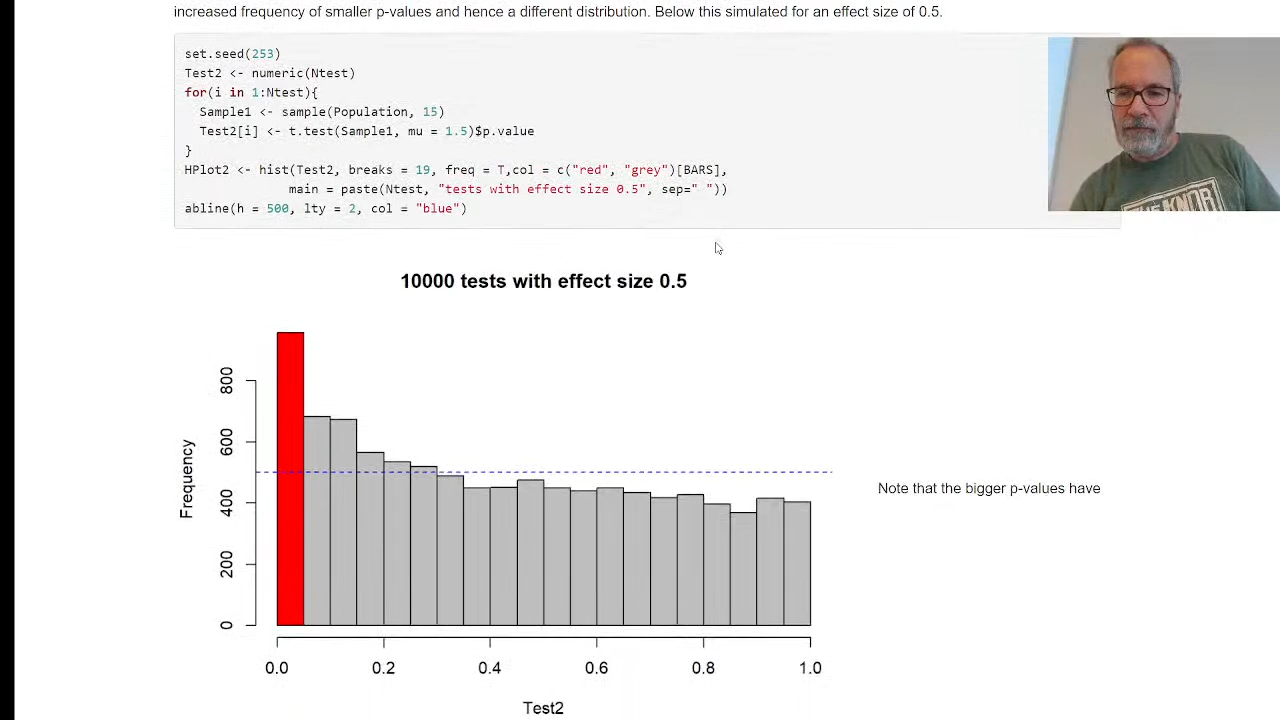 increased frequency of smaller p-values and hence a different distribution. Below this simulated for an effect size of 0.5.
set.seed(253)
Test2 <- numeric(Ntest)
for(i in 1:Ntest){
  Sample1 <- sample(Population, 15)
  Test2[i] <- t.test(Sample1, mu = 1.5)$p.value
}
HPlot2 <- hist(Test2, breaks = 19, freq = T,col = c("red", "grey")[BARS],
              main = paste(Ntest, "tests with effect size 0.5", sep=" "))
abline(h = 500, lty = 2, col = "blue")
10000 tests with effect size 0.5
Frequency
800
600
400
200
0
0.0 0.2 0.4 0.6 0.8 1.0
Test2
Note that the bigger p-values have